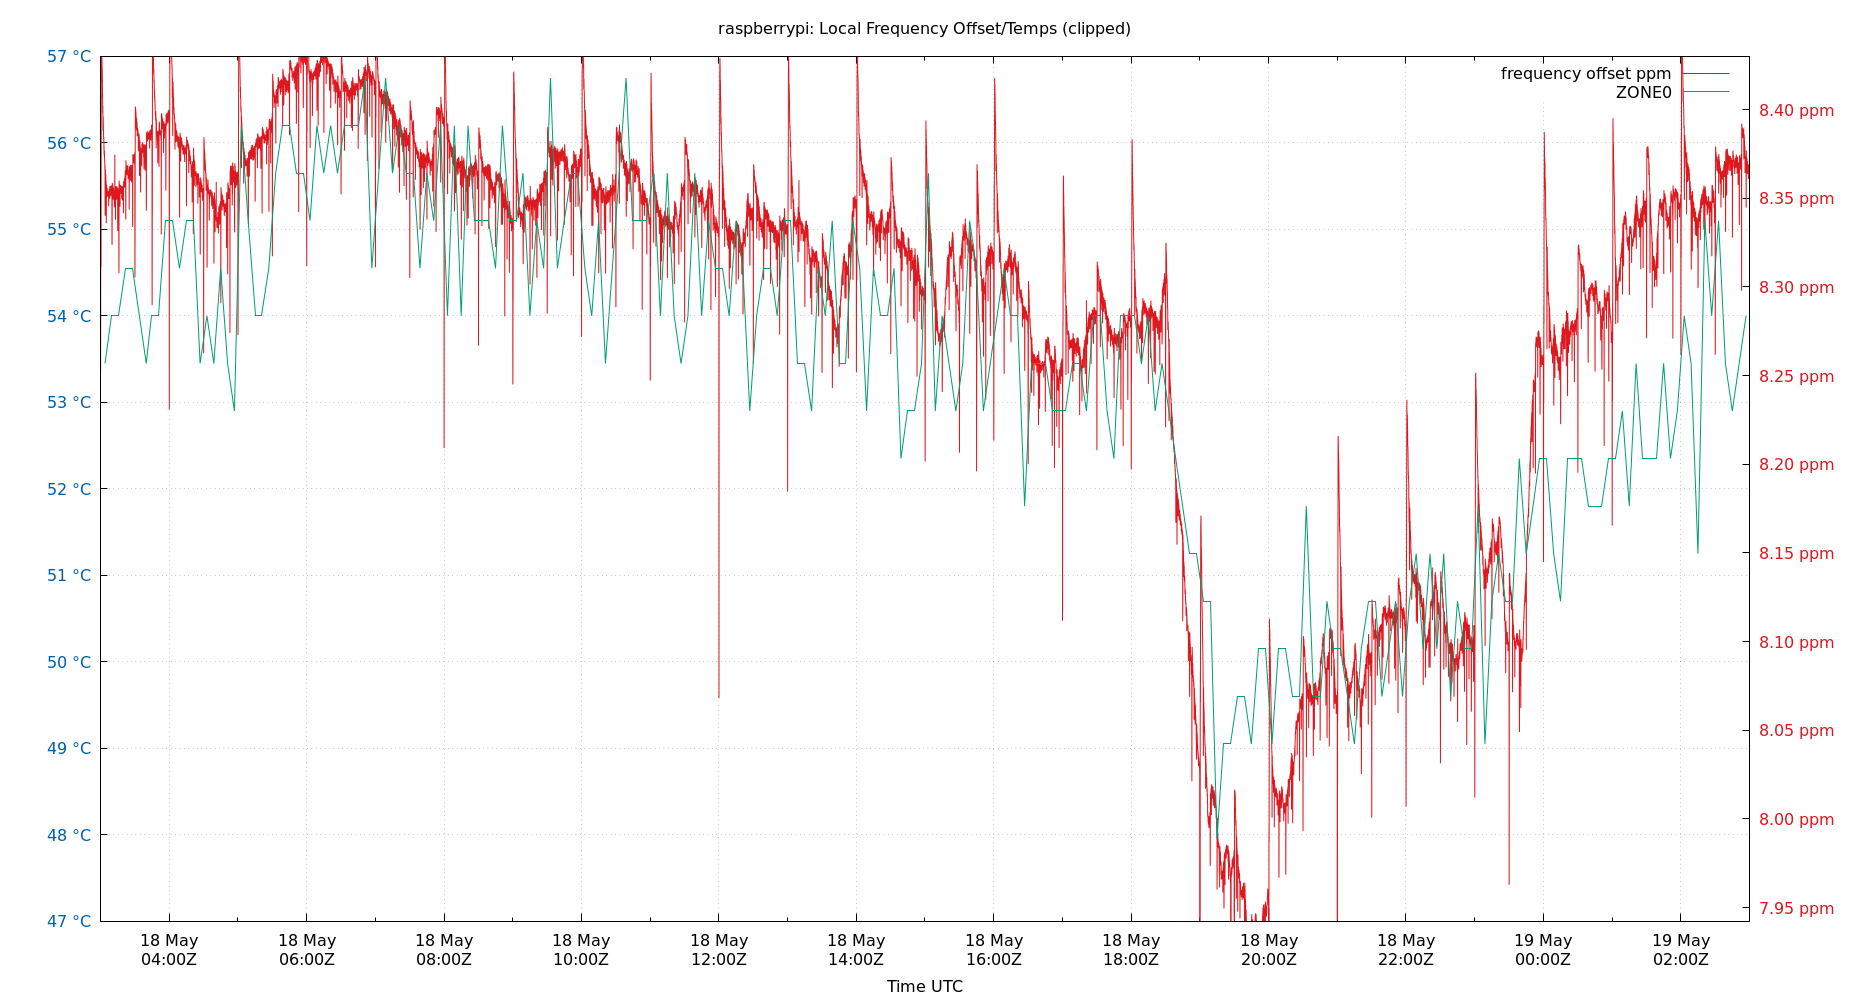 raspberrypi: Local Frequency Offset/Temps (clipped)
57 °C
56 °C
55 °C
54 °C
53 °C
52 °C
51 °C
50 °C
49 °C
48 °C
47 °C
frequency offset ppm
ZONE0
8.40 ppm
8.35 ppm
8.30 ppm
8.25 ppm
8.20 ppm
8.15 ppm
8.10 ppm
8.05 ppm
8.00 ppm
7.95 ppm
18 May
04:00Z
18 May
06:00Z
18 May
08:00Z
18 May
10:00Z
18 May
12:00Z
18 May
14:00Z
18 May
16:00Z
18 May
18:00Z
18 May
20:00Z
18 May
22:00Z
19 May
00:00Z
19 May
02:00Z
Time UTC